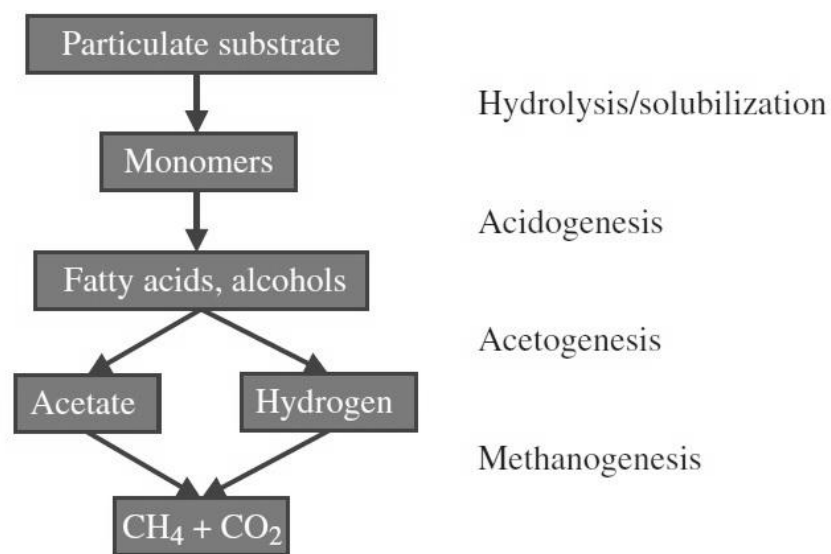 Particulate substrate
Hydrolysis/solubilization
Monomers
Acidogenesis
Fatty acids, alcohols
Acetogenesis
Acetate
Hydrogen
Methanogenesis
CH₄ + CO₂